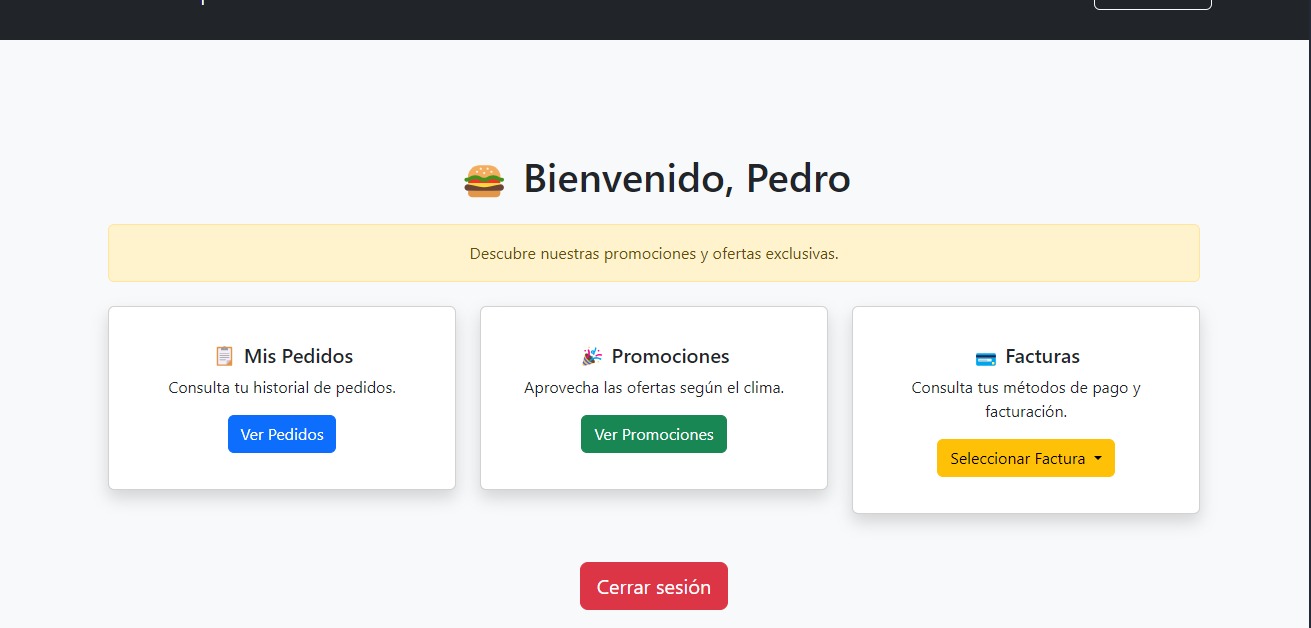 Bienvenido, Pedro
Descubre nuestras promociones y ofertas exclusivas.
Mis Pedidos
Consulta tu historial de pedidos.
Ver Pedidos
Promociones
Aprovecha las ofertas según el clima.
Ver Promociones
Facturas
Consulta tus métodos de pago y
facturación.
Seleccionar Factura
Cerrar sesión